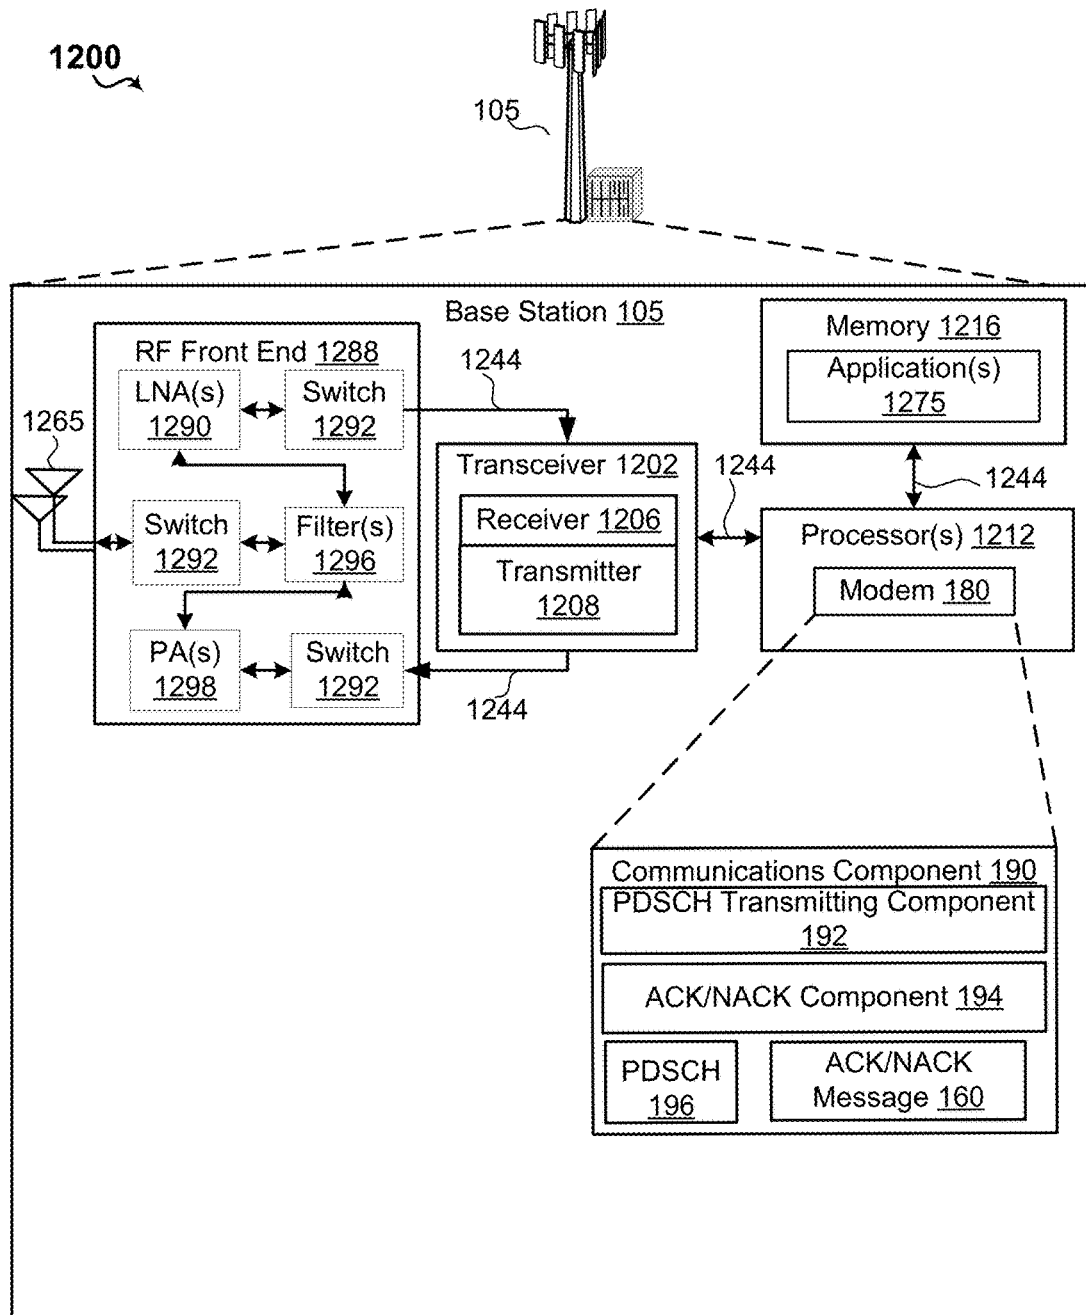 1200
105
Base Station 105
RF Front End 1288
LNA(s)
1290
Switch
1292
1244
1265
Switch
1292
Filter(s)
1296
PA(s)
1298
Switch
1292
1244
Transceiver 1202
Receiver 1206
Transmitter
1208
1244
Memory 1216
Application(s)
1275
1244
Processor(s) 1212
Modem 180
Communications Component 190
PDSCH Transmitting Component
192
ACK/NACK Component 194
PDSCH
196
ACK/NACK
Message 160